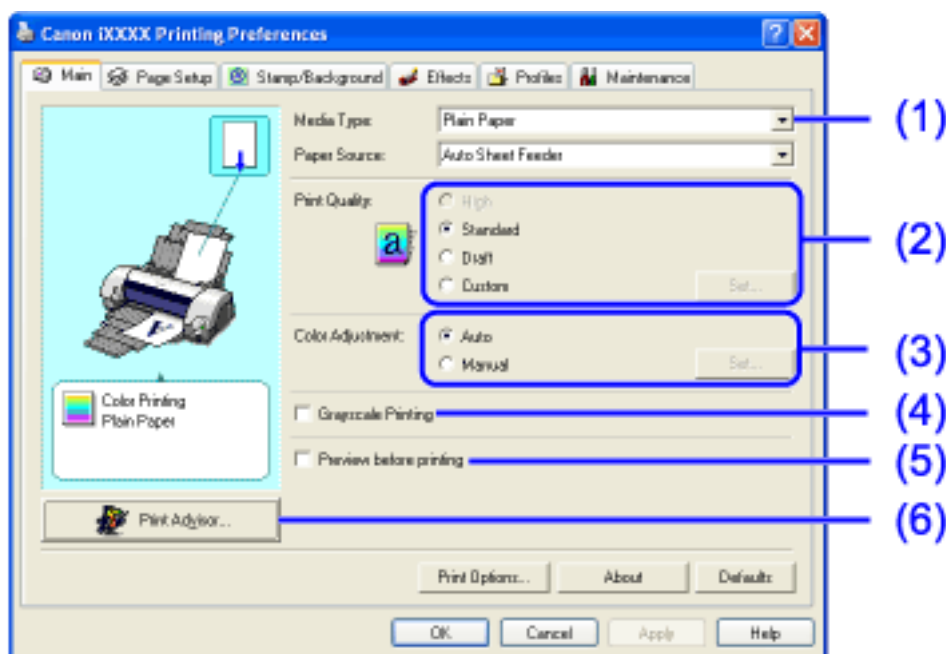 Canon iXXXX Printing Preferences
Main Page Setup Stamp/Background Effects Profiles Maintenance
Media Type: Plain Paper (1)
Paper Source: Auto Sheet Feeder
Print Quality: High
a Standard (2)
Draft
Custom Set...
Color Adjustment: Auto (3)
Manual Set...
Color Printing
Plain Paper
Grayscale Printing (4)
Preview before printing (5)
Print Advisor... (6)
Print Options... About Defaults
OK Cancel Apply Help